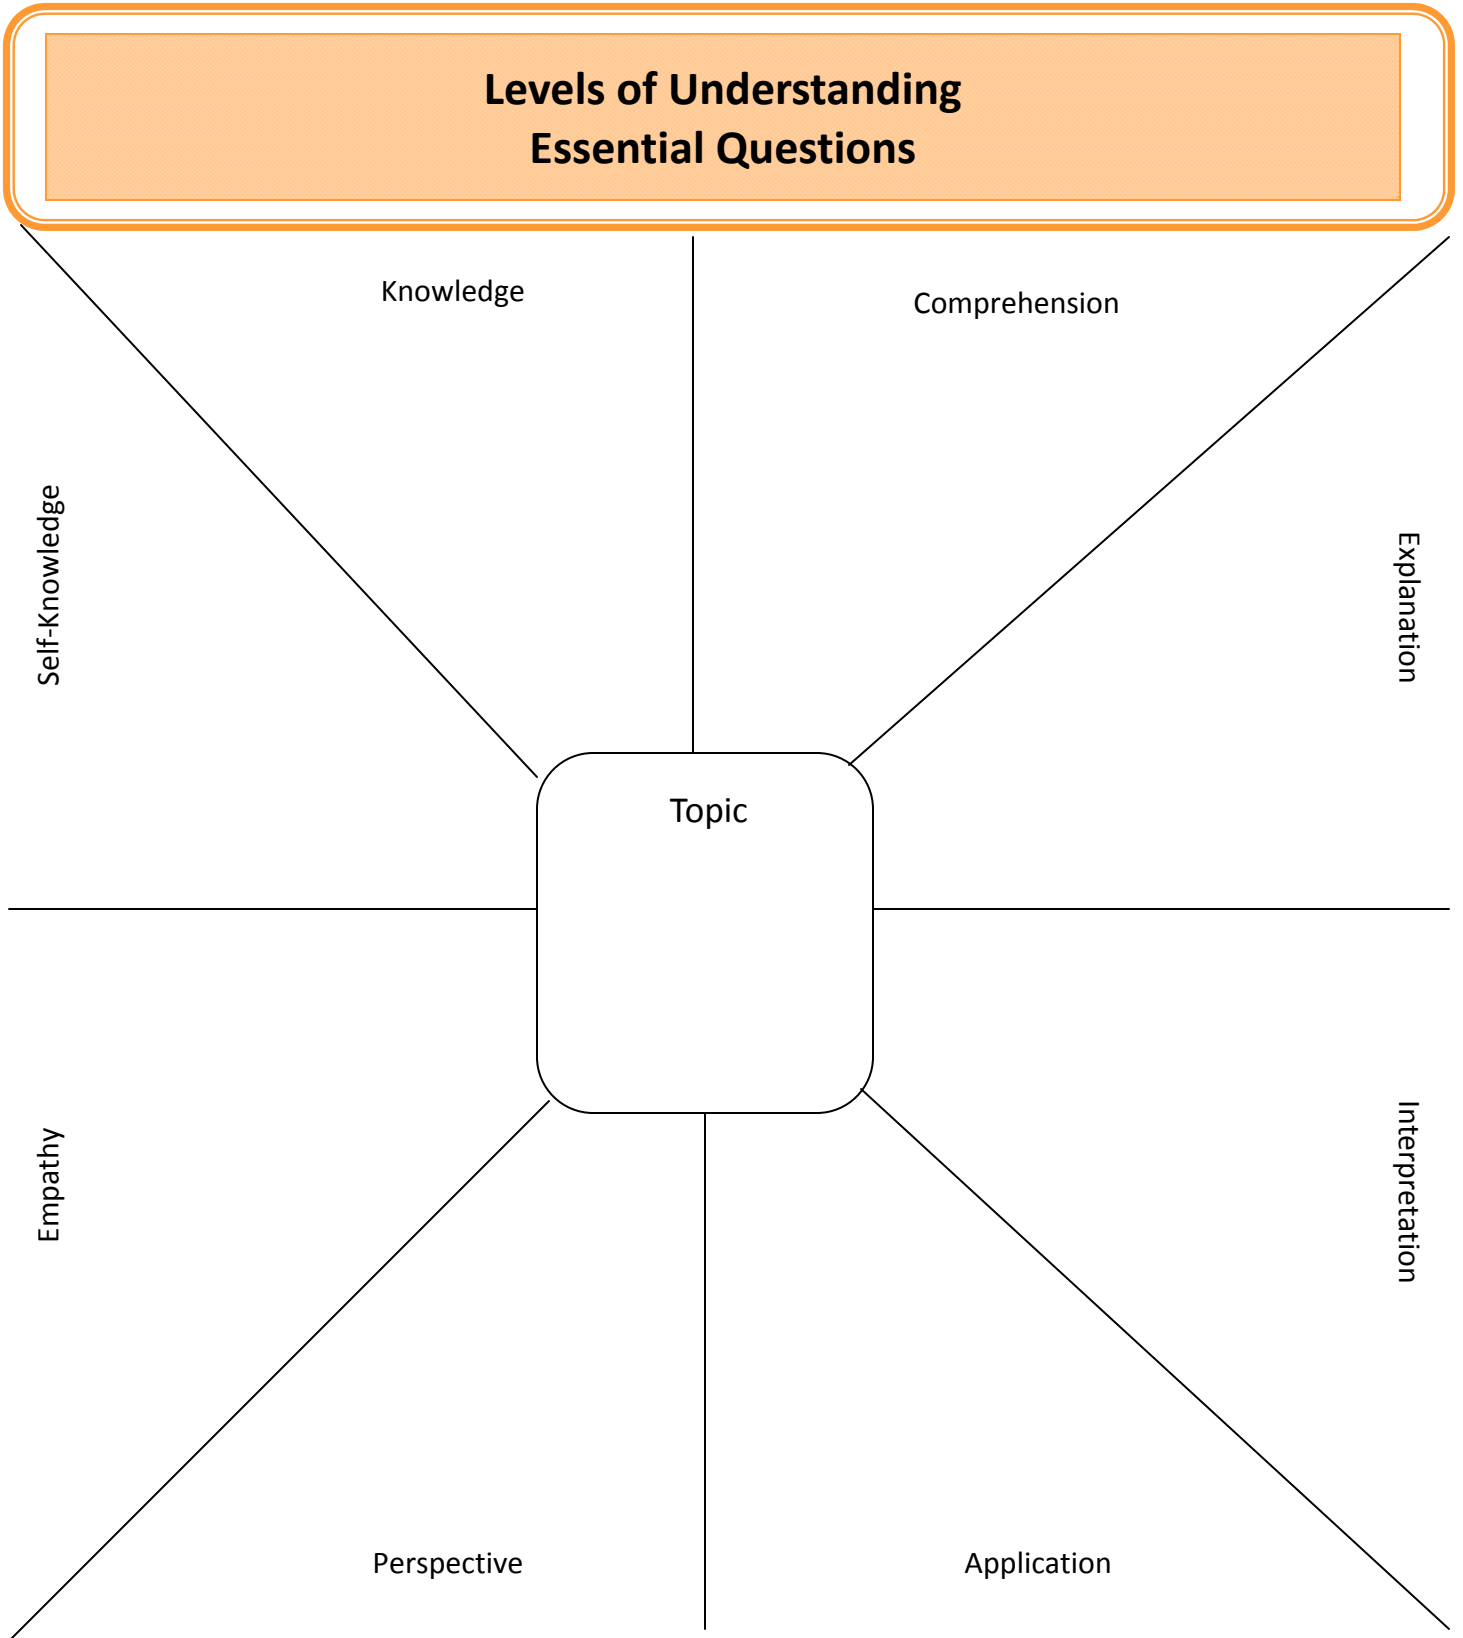 Levels of Understanding
Essential Questions
Knowledge
Comprehension
Self-Knowledge
Explanation
Topic
Empathy
Interpretation
Perspective
Application